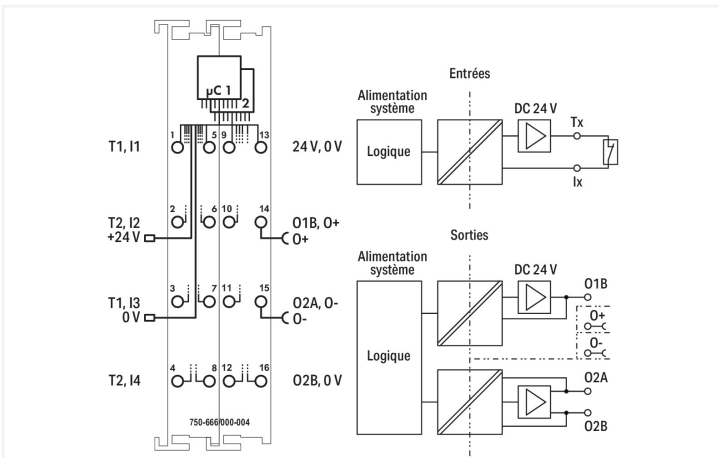 µC 1
2
1 5 9 13
T1, I1
24 V, 0 V
2 6 10 14
T2, I2
+24 V
O1B, O+
O+
3 7 11 15
T1, I3
0 V
O2A, O-
O-
4 8 12 16
T2, I4
O2B, 0 V
750-666/000-004
Entrées
Alimentation
système
DC 24 V
Tx
Logique
Ix
Sorties
Alimentation
système
DC 24 V
O1B
O+
O-
Logique
O2A
O2B